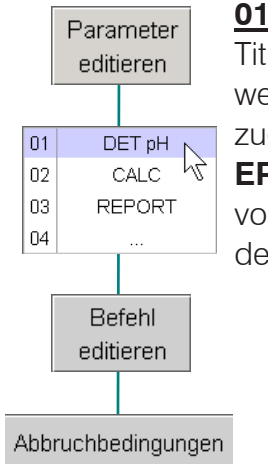 Parameter
editieren
01 DET pH
02 CALC
03 REPORT
04 ...
Befehl
editieren
Abbruchbedingungen
01